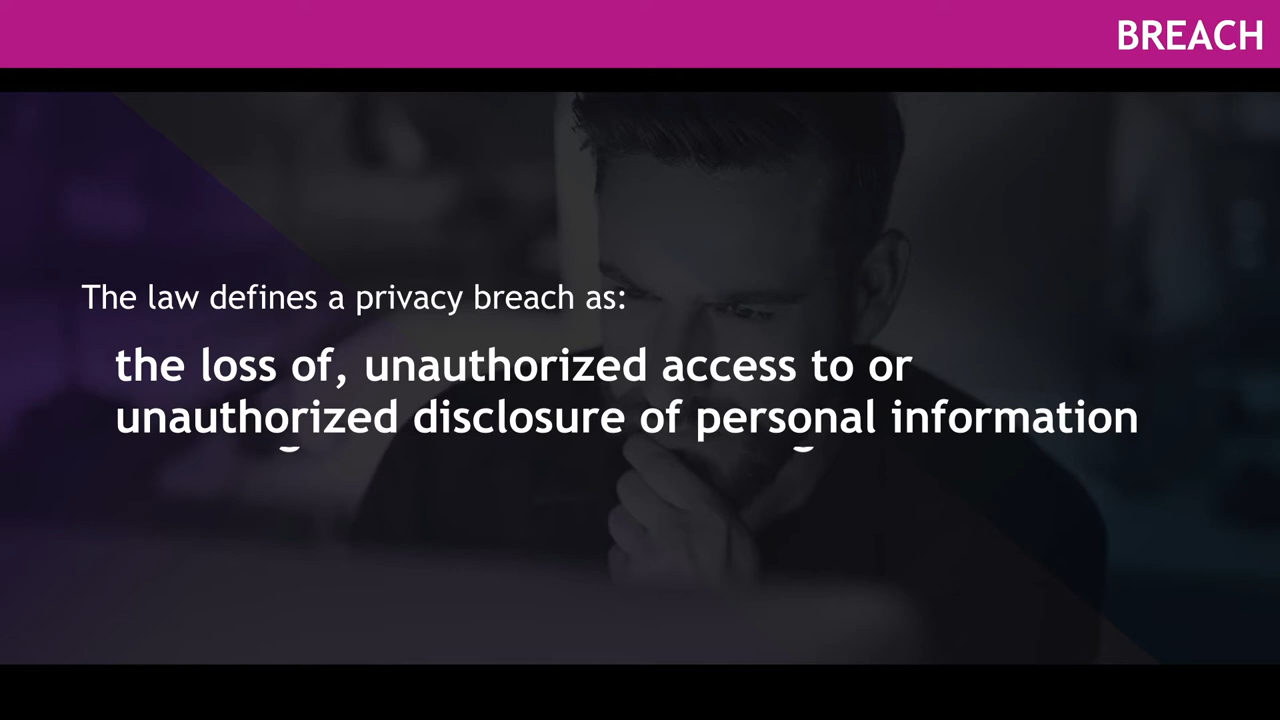 BREACH
The law defines a privacy breach as:
the loss of, unauthorized access to or
unauthorized disclosure of personal information